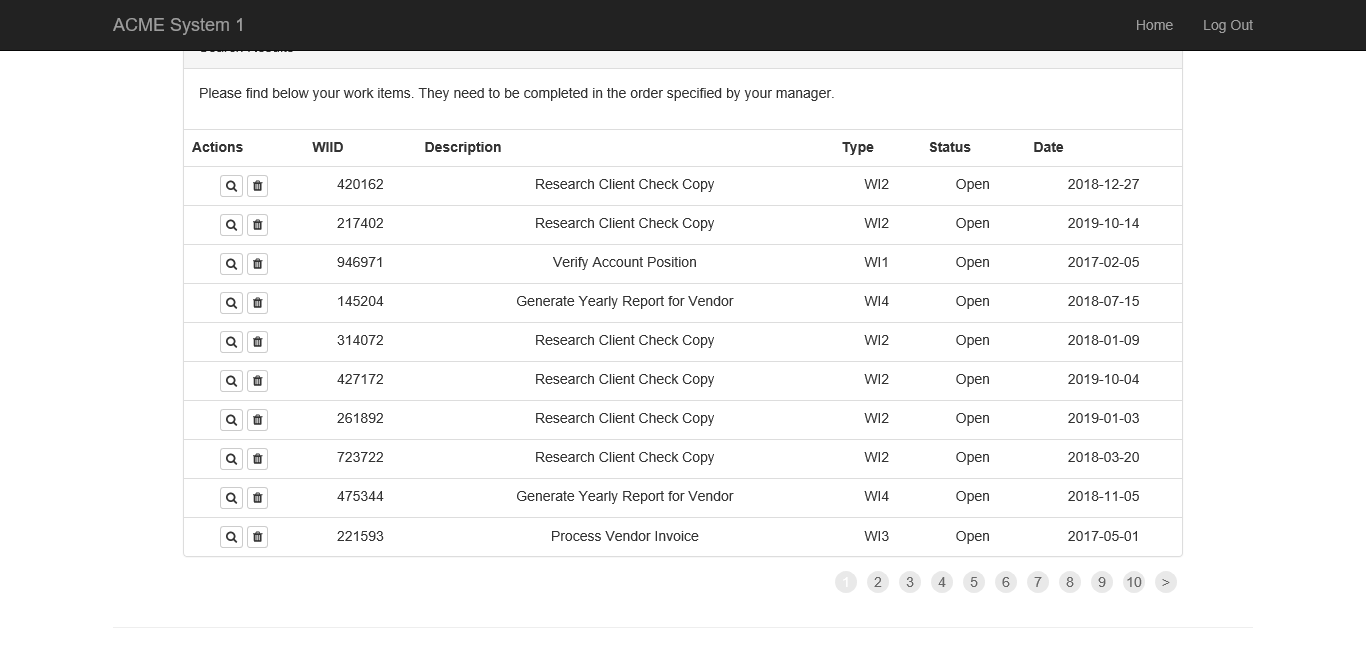 ACME System 1 Home Log Out
Search Results
Please find below your work items. They need to be completed in the order specified by your manager.
Actions WIID Description Type Status Date
420162 Research Client Check Copy WI2 Open 2018-12-27
217402 Research Client Check Copy WI2 Open 2019-10-14
946971 Verify Account Position WI1 Open 2017-02-05
145204 Generate Yearly Report for Vendor WI4 Open 2018-07-15
314072 Research Client Check Copy WI2 Open 2018-01-09
427172 Research Client Check Copy WI2 Open 2019-10-04
261892 Research Client Check Copy WI2 Open 2019-01-03
723722 Research Client Check Copy WI2 Open 2018-03-20
475344 Generate Yearly Report for Vendor WI4 Open 2018-11-05
221593 Process Vendor Invoice WI3 Open 2017-05-01
1 2 3 4 5 6 7 8 9 10 >